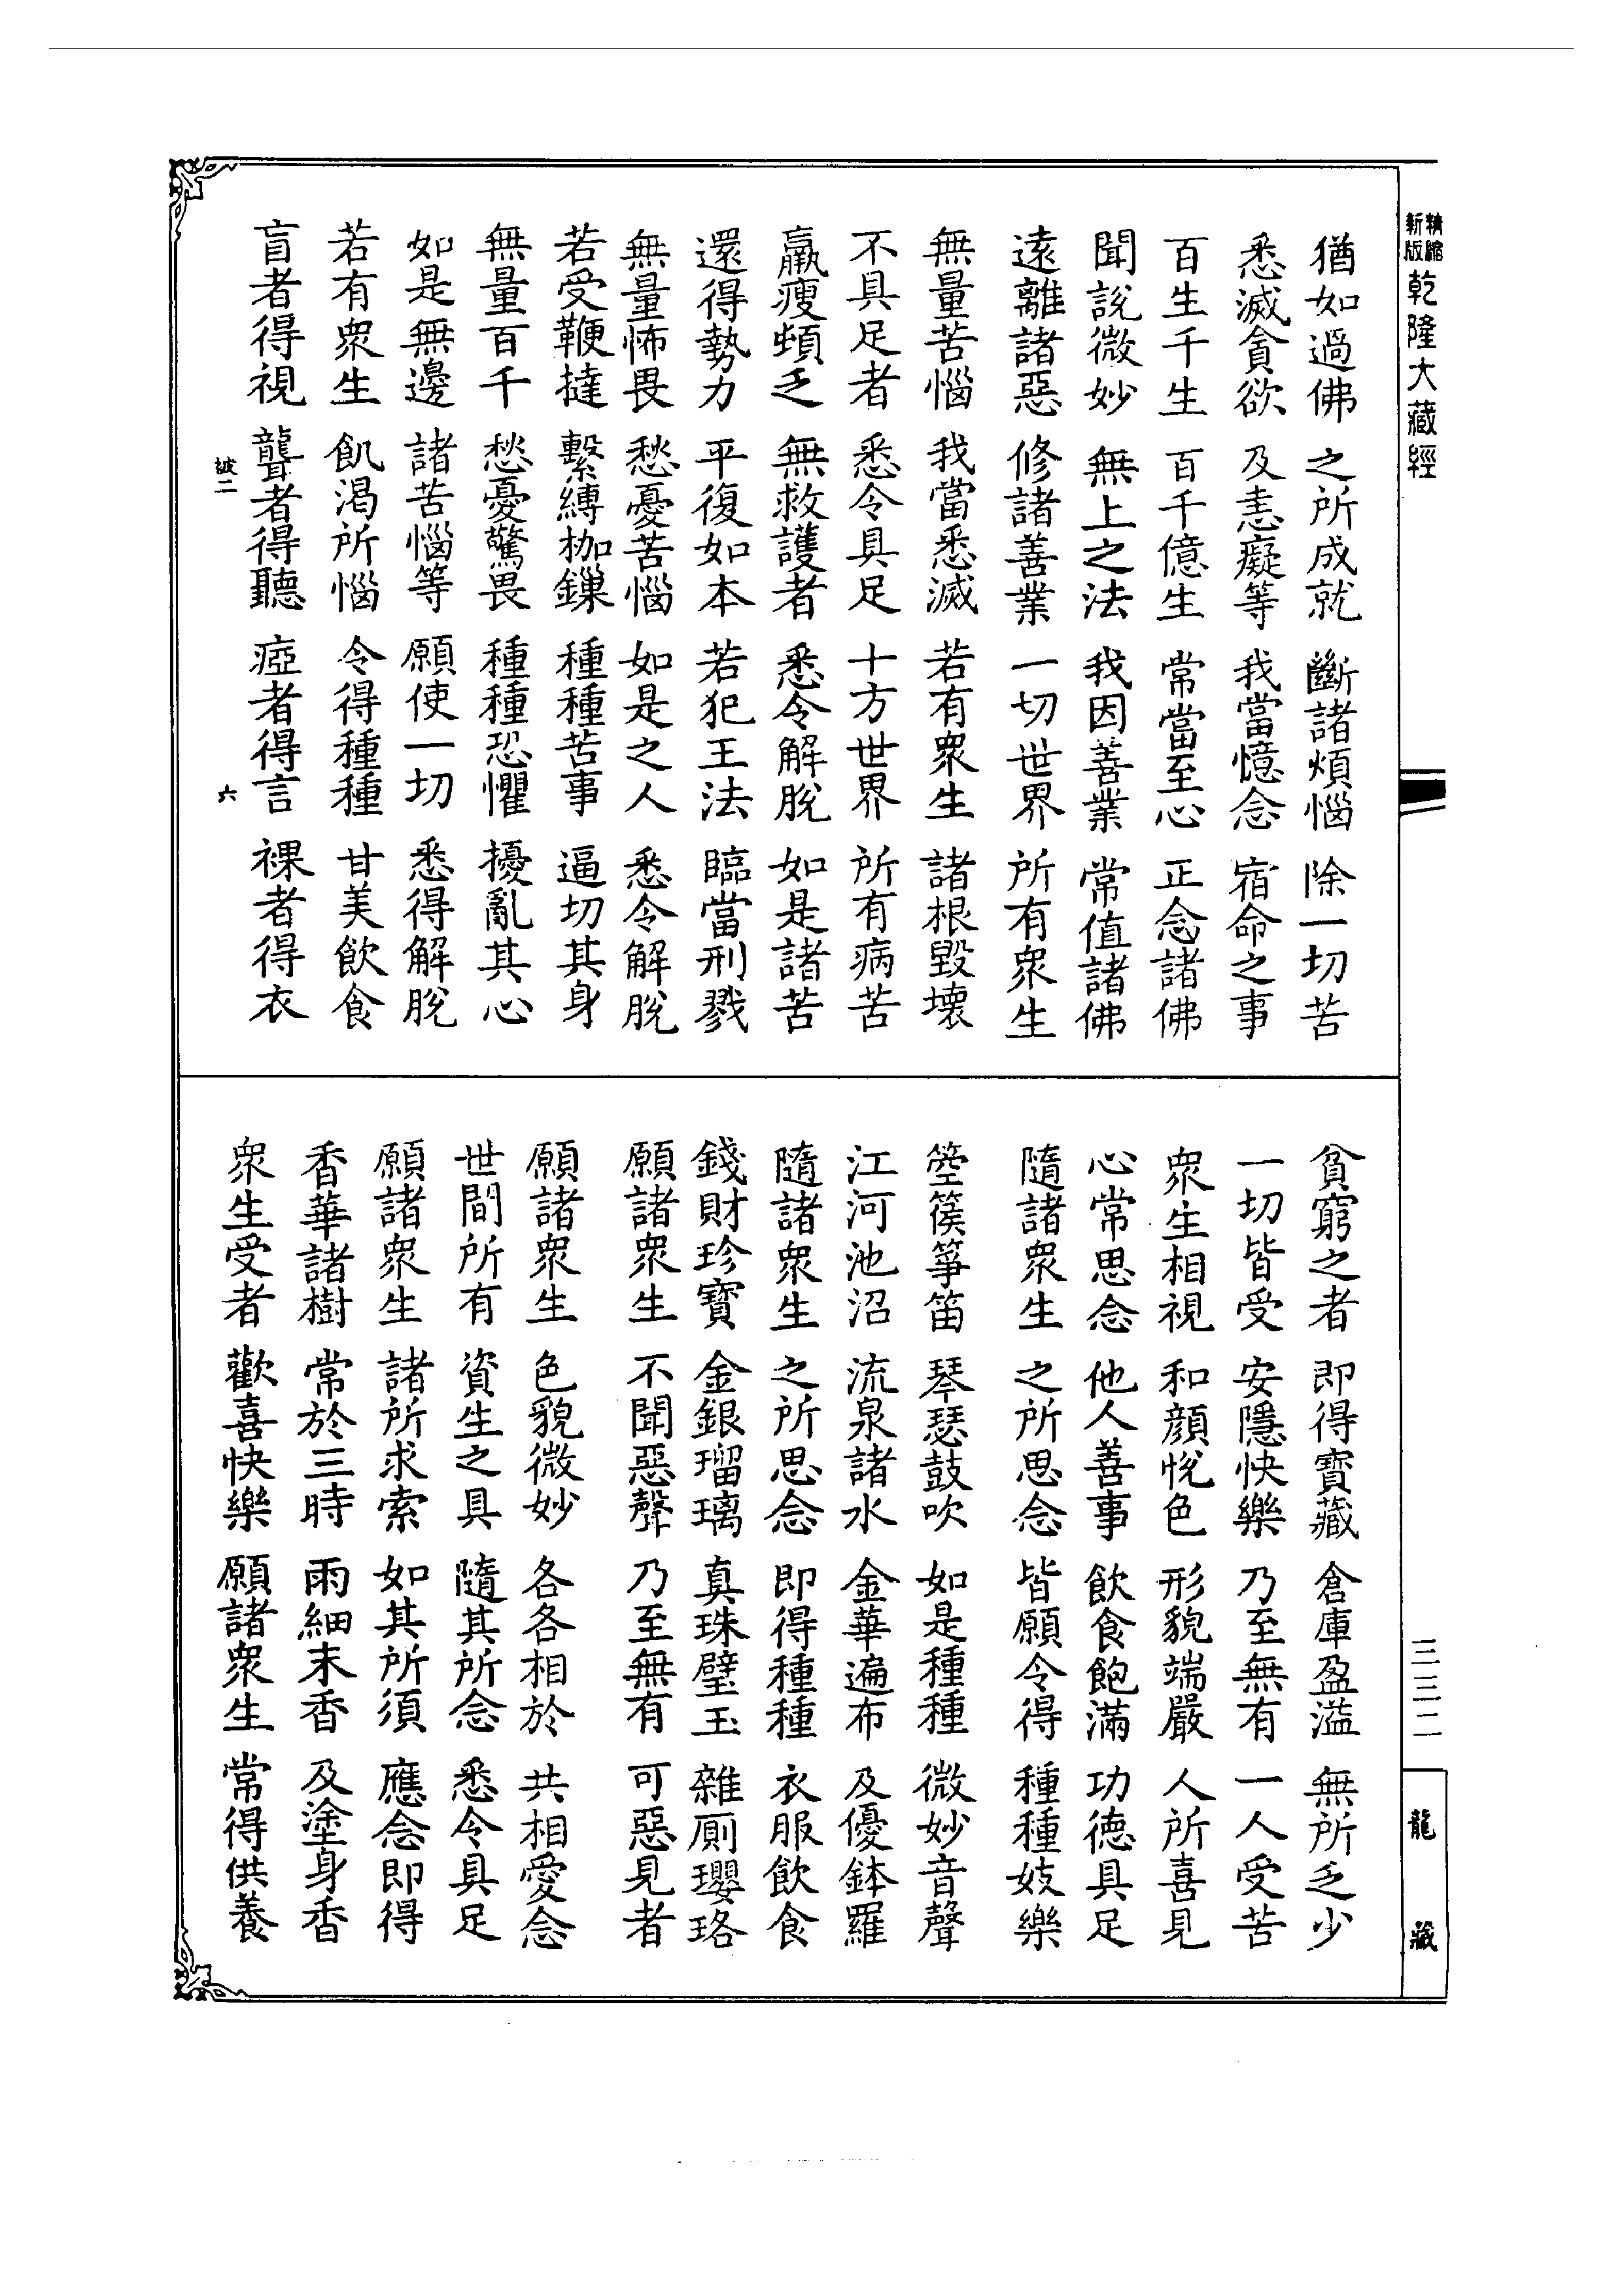 精縮新版乾隆大藏經
猶如過佛 之所成就 斷諸煩惱 除一切苦
悉滅貪欲 及恚癡等 我當憶念 宿命之事
百生千生 百千億生 常當至心 正念諸佛
聞說微妙 無上之法 我因善業 常值諸佛
遠離諸惡 修諸善業 一切世界 所有眾生
無量苦惱 我當悉滅 若有眾生 諸根毀壞
不具足者 悉令具足 十方世界 所有病苦
羸瘦頓乏 無救護者 悉令解脫 如是諸苦
還得勢力 平復如本 若犯王法 臨當刑戮
無量怖畏 愁憂苦惱 如是之人 悉令解脫
若受鞭撻 繫縛枷鏁 種種苦事 逼切其身
無量百千 愁憂驚畏 種種恐懼 擾亂其心
如是無邊 諸苦惱等 願使一切 悉得解脫
若有眾生 飢渴所惱 令得種種 甘美飲食
盲者得視 聾者得聽 瘂者得言 裸者得衣
六
貧窮之者 即得寶藏 倉庫盈溢 無所乏少
一切皆受 安隱快樂 乃至無有 一人受苦
眾生相視 和顏悅色 形貌端嚴 人所喜見
心常思念 他人善事 飲食飽滿 功德具足
隨諸眾生 之所思念 皆願令得 種種妓樂
箜篌箏笛 琴瑟鼓吹 如是種種 微妙音聲
江河池沼 流泉諸水 金華遍布 及優鉢羅
隨諸眾生 之所思念 即得種種 衣服飲食
錢財珍寶 金銀瑠璃 真珠璧玉 雜廁瓔珞
願諸眾生 不聞惡聲 乃至無有 可惡見者
願諸眾生 色貌微妙 各各相於 共相愛念
世間所有 資生之具 隨其所念 悉令具足
願諸眾生 諸所求索 如其所須 應念即得
香華諸樹 常於三時 雨細末香 及塗身香
眾生受者 歡喜快樂 願諸眾生 常得供養
三三二
龍藏